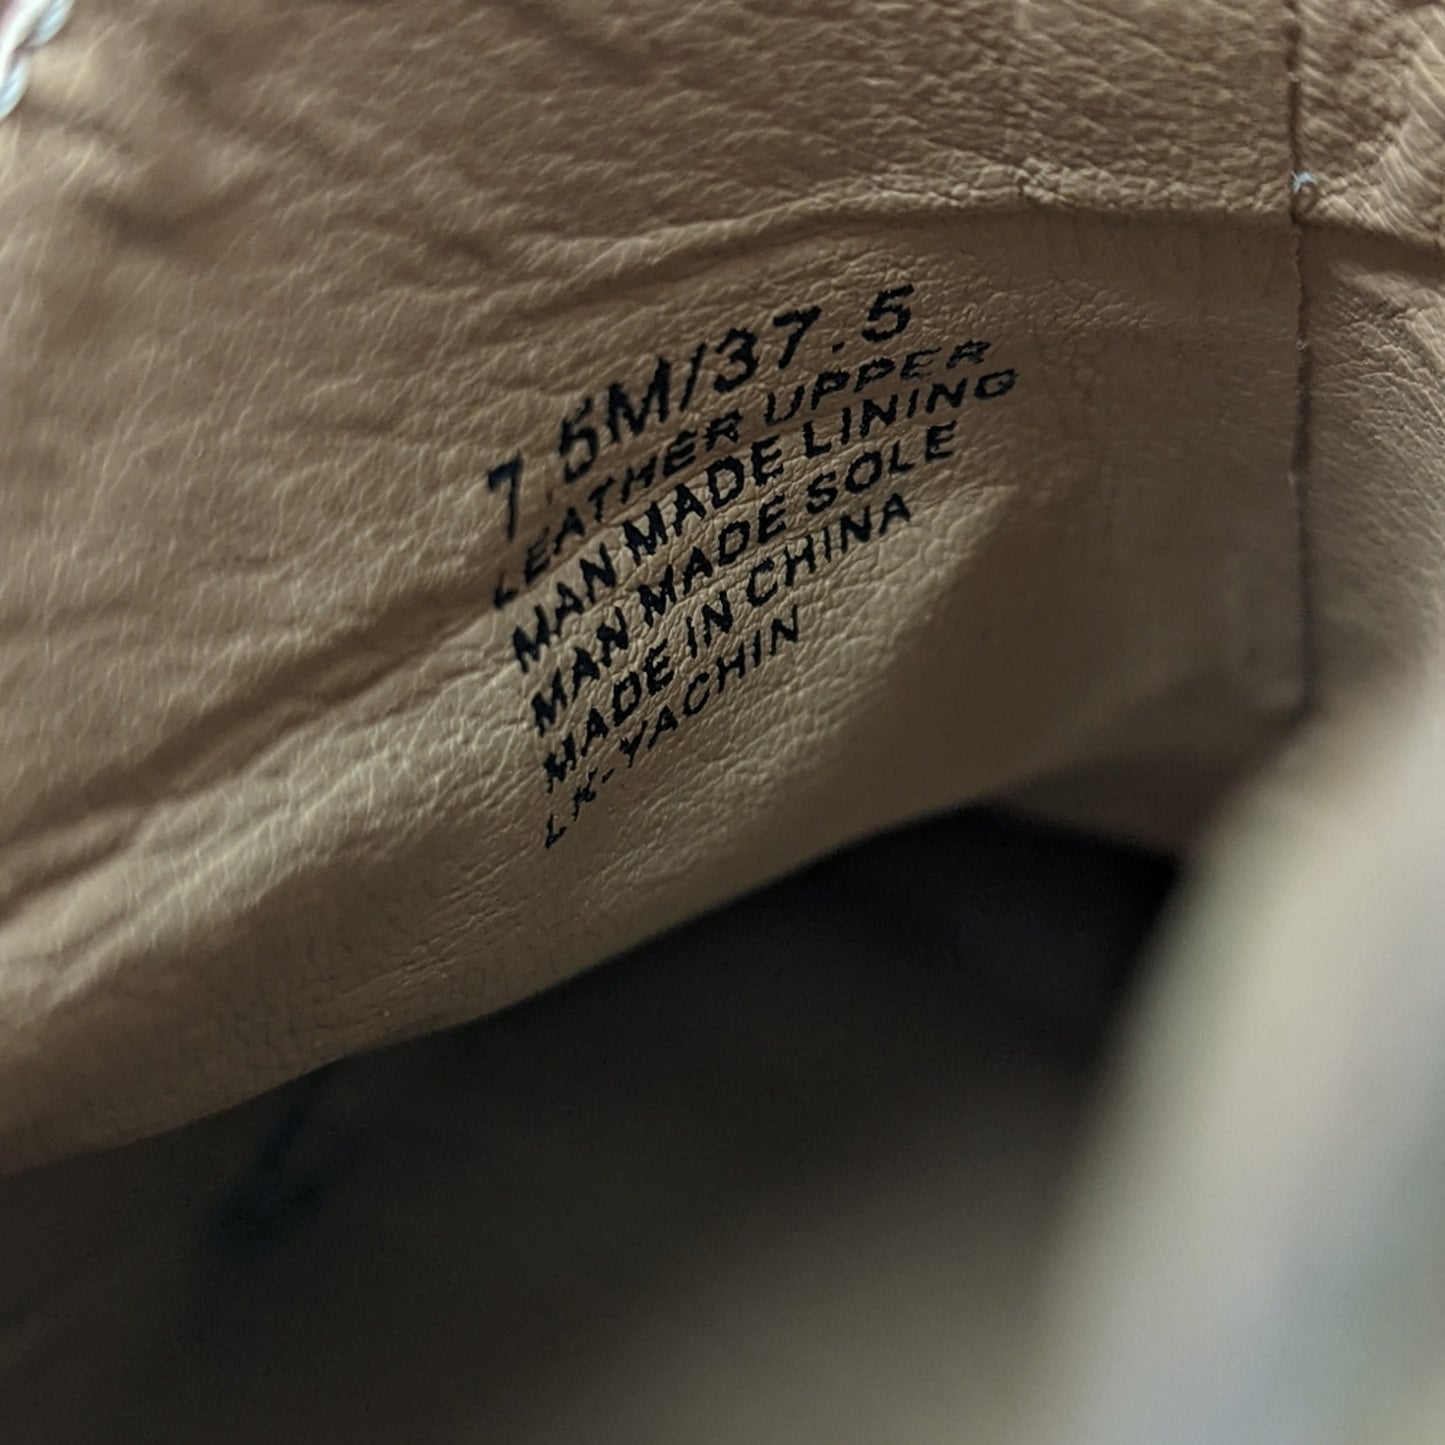 7.5M/37.5
LEATHER UPPER
MAN MADE LINING
MAN MADE SOLE
MADE IN CHINA
LK-YACHIN